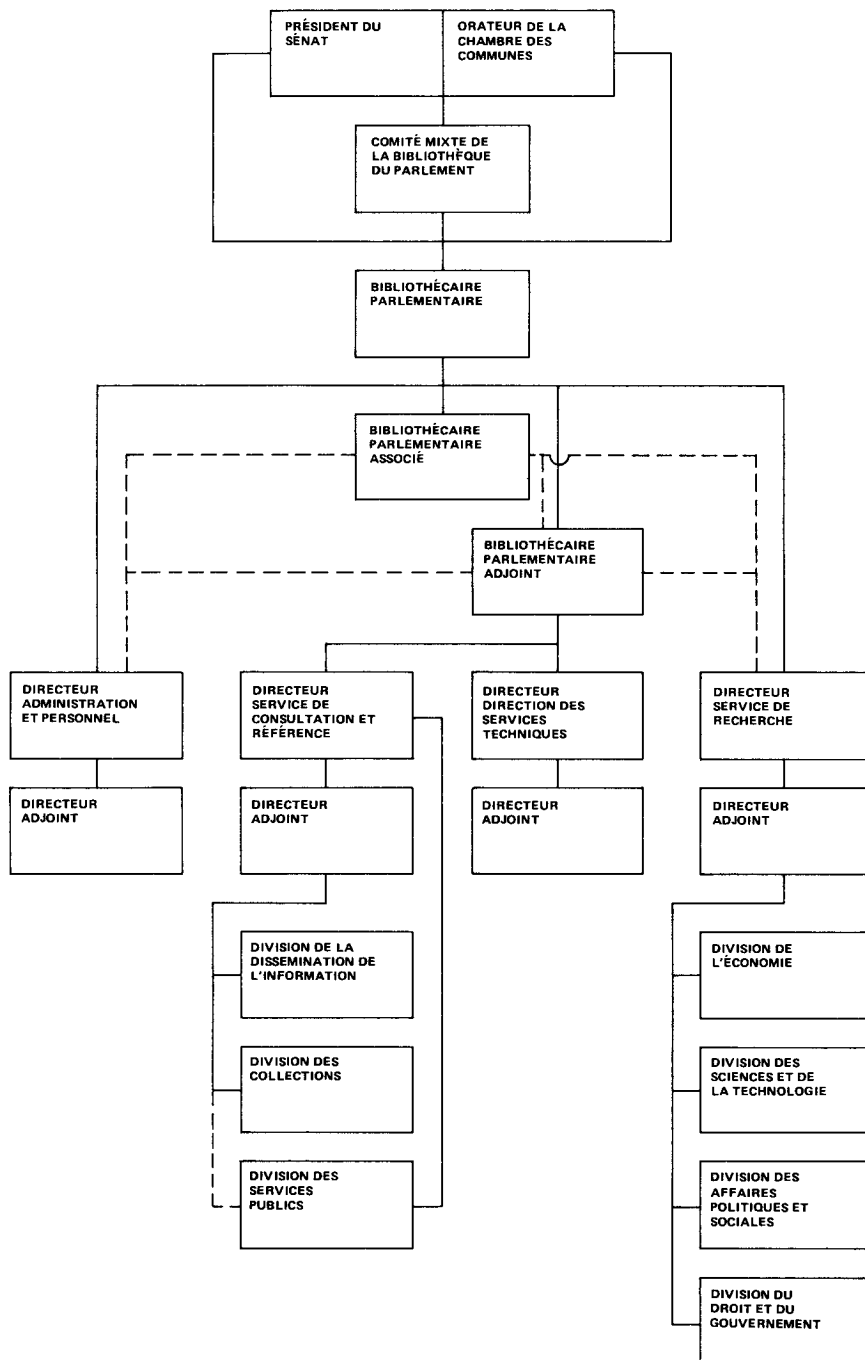 PRÉSIDENT DU
SÉNAT
ORATEUR DE LA
CHAMBRE DES
COMMUNES
COMITÉ MIXTE DE
LA BIBLIOTHÈQUE
DU PARLEMENT
BIBLIOTHÉCAIRE
PARLEMENTAIRE
BIBLIOTHÉCAIRE
PARLEMENTAIRE
ASSOCIÉ
BIBLIOTHÉCAIRE
PARLEMENTAIRE
ADJOINT
DIRECTEUR
ADMINISTRATION
ET PERSONNEL
DIRECTEUR
SERVICE DE
CONSULTATION ET
RÉFÉRENCE
DIRECTEUR
DIRECTION DES
SERVICES
TECHNIQUES
DIRECTEUR
SERVICE DE
RECHERCHE
DIRECTEUR
ADJOINT
DIRECTEUR
ADJOINT
DIRECTEUR
ADJOINT
DIRECTEUR
ADJOINT
DIVISION DE LA
DISSEMINATION DE
L'INFORMATION
DIVISION DE
L'ÉCONOMIE
DIVISION DES
COLLECTIONS
DIVISION DES
SCIENCES ET DE
LA TECHNOLOGIE
DIVISION DES
SERVICES
PUBLICS
DIVISION DES
AFFAIRES
POLITIQUES ET
SOCIALES
DIVISION DU
DROIT ET DU
GOUVERNEMENT